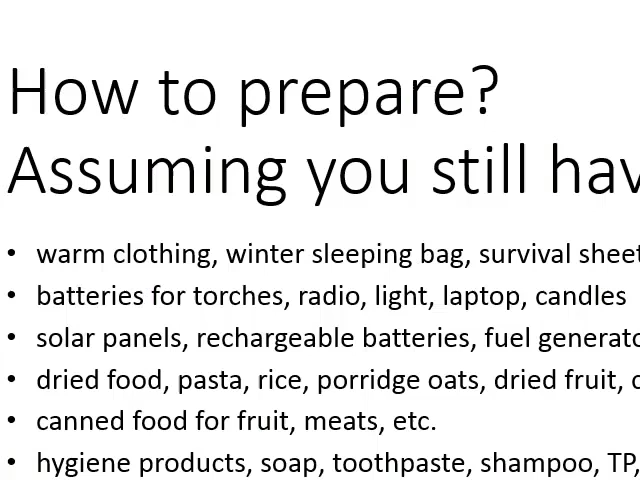 How to prepare?
Assuming you still
• warm clothing, winter sleeping bag, survival sheet
• batteries for torches, radio, light, laptop, candles
• solar panels, rechargeable batteries, fuel
• dried food, pasta, rice, porridge oats, dried fruit,
• canned food for fruit, meats, etc.
• hygiene products, soap, toothpaste, shampoo, TP,